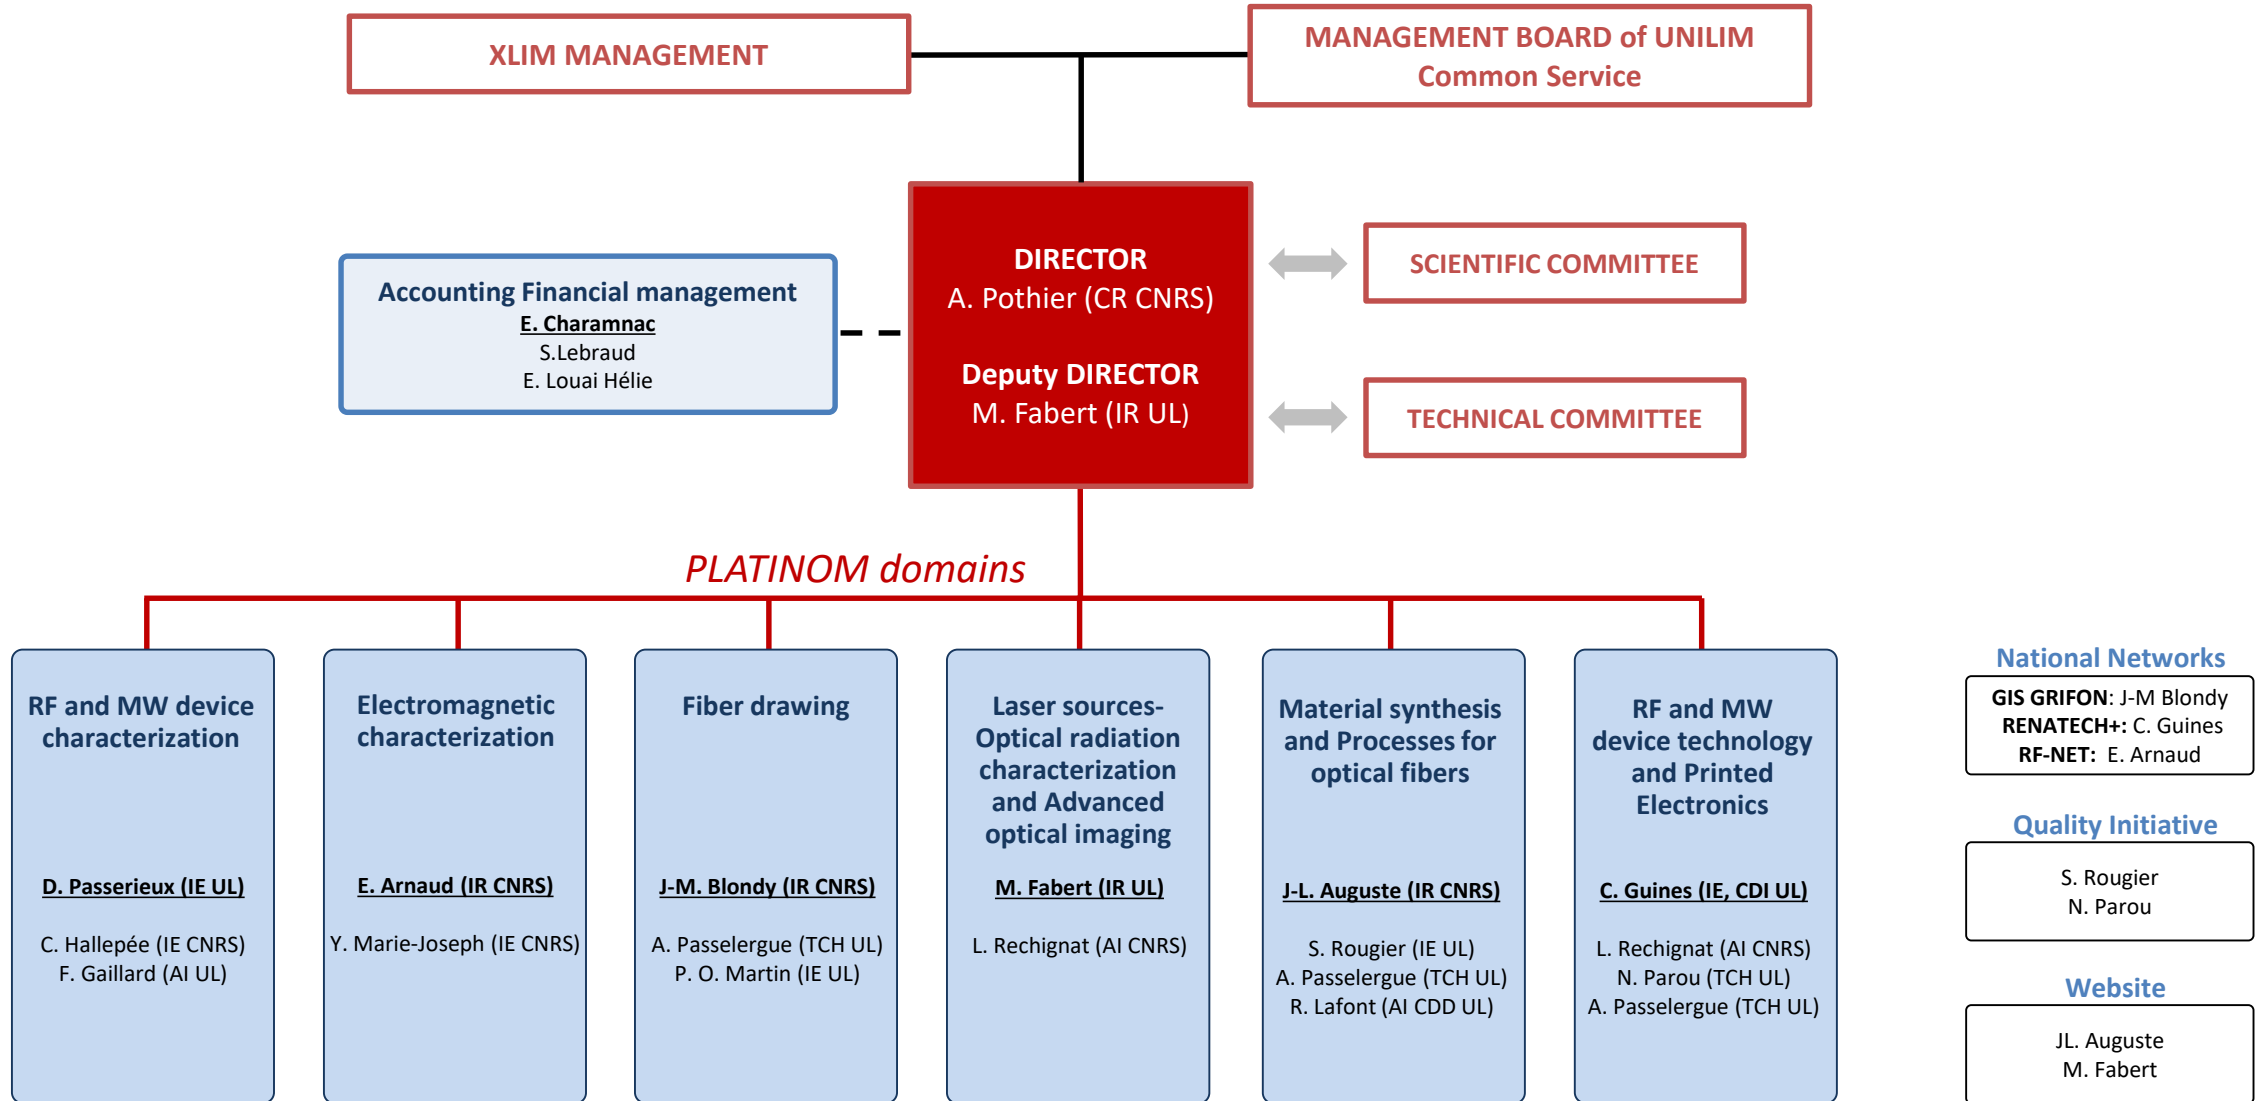 XLIM MANAGEMENT
MANAGEMENT BOARD of UNILIM
Common Service
Accounting Financial management
E. Charamnac
S.Lebraud
E. Louai Hélie
DIRECTOR
A. Pothier (CR CNRS)
Deputy DIRECTOR
M. Fabert (IR UL)
SCIENTIFIC COMMITTEE
TECHNICAL COMMITTEE
PLATINOM domains
RF and MW device
characterization
D. Passerieux (IE UL)
C. Hallepée (IE CNRS)
F. Gaillard (AI UL)
Electromagnetic
characterization
E. Arnaud (IR CNRS)
Y. Marie-Joseph (IE CNRS)
Fiber drawing
J-M. Blondy (IR CNRS)
A. Passelergue (TCH UL)
P. O. Martin (IE UL)
Laser sources-
Optical radiation
characterization
and Advanced
optical imaging
M. Fabert (IR UL)
L. Rechignat (AI CNRS)
Material synthesis
and Processes for
optical fibers
J-L. Auguste (IR CNRS)
S. Rougier (IE UL)
A. Passelergue (TCH UL)
R. Lafont (AI CDD UL)
RF and MW
device technology
and Printed
Electronics
C. Guines (IE, CDI UL)
L. Rechignat (AI CNRS)
N. Parou (TCH UL)
A. Passelergue (TCH UL)
National Networks
GIS GRIFON: J-M Blondy
RENATECH+: C. Guines
RF-NET: E. Arnaud
Quality Initiative
S. Rougier
N. Parou
Website
JL. Auguste
M. Fabert